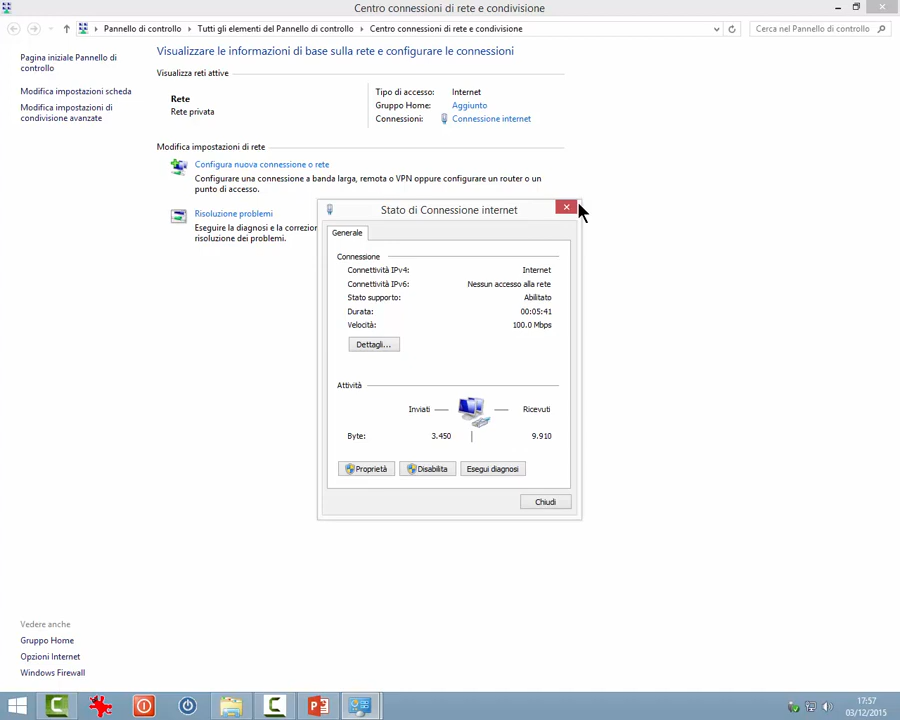 Centro connessioni di rete e condivisione
Pannello di controllo
Tutti gli elementi del Pannello di controllo
Centro connessioni di rete e condivisione
Cerca nel Pannello di controllo
Pagina iniziale Pannello di
controllo
Modifica impostazioni scheda
Modifica impostazioni di
condivisione avanzate
Visualizzare le informazioni di base sulla rete e configurare le connessioni
Visualizza reti attive
Rete
Rete privata
Tipo di accesso: Internet
Gruppo Home: Aggiunto
Connessioni: Connessione internet
Modifica impostazioni di rete
Configura nuova connessione o rete
Configurare una connessione a banda larga, remota o VPN oppure configurare un router o un
punto di accesso.
Risoluzione problemi
Eseguire la diagnosi e la correzion
risoluzione dei problemi.
Stato di Connessione internet
Generale
Connessione
Connettività IPv4: Internet
Connettività IPv6: Nessun accesso alla rete
Stato supporto: Abilitato
Durata: 00:05:41
Velocità: 100.0 Mbps
Dettagli...
Attività
Inviati Ricevuti
Byte: 3.450 9.910
Proprietà Disabilita Esegui diagnosi
Chiudi
Vedere anche
Gruppo Home
Opzioni Internet
Windows Firewall
17:57
03/12/2015